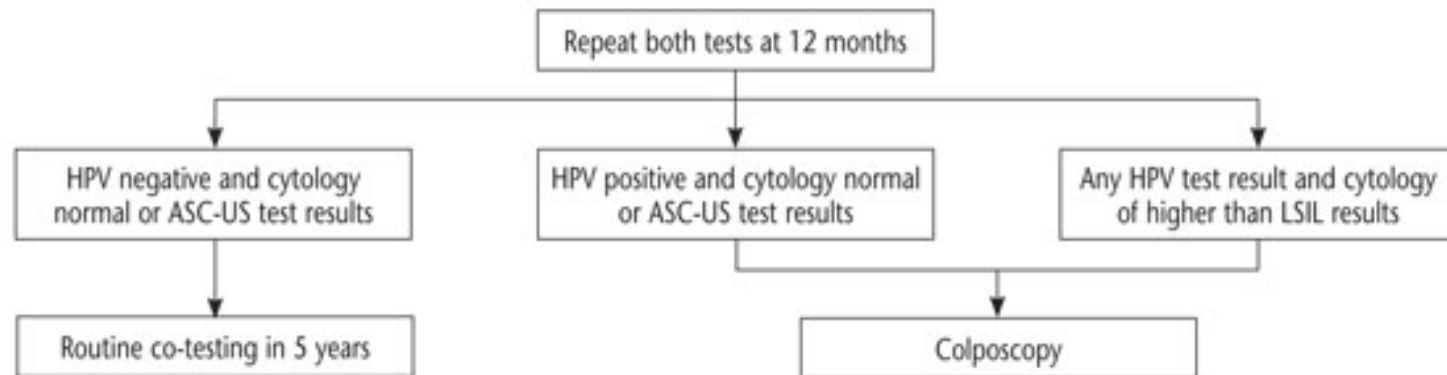 Repeat both tests at 12 months
HPV negative and cytology
normal or ASC-US test results
HPV positive and cytology normal
or ASC-US test results
Any HPV test result and cytology
of higher than LSIL results
Routine co-testing in 5 years
Colposcopy